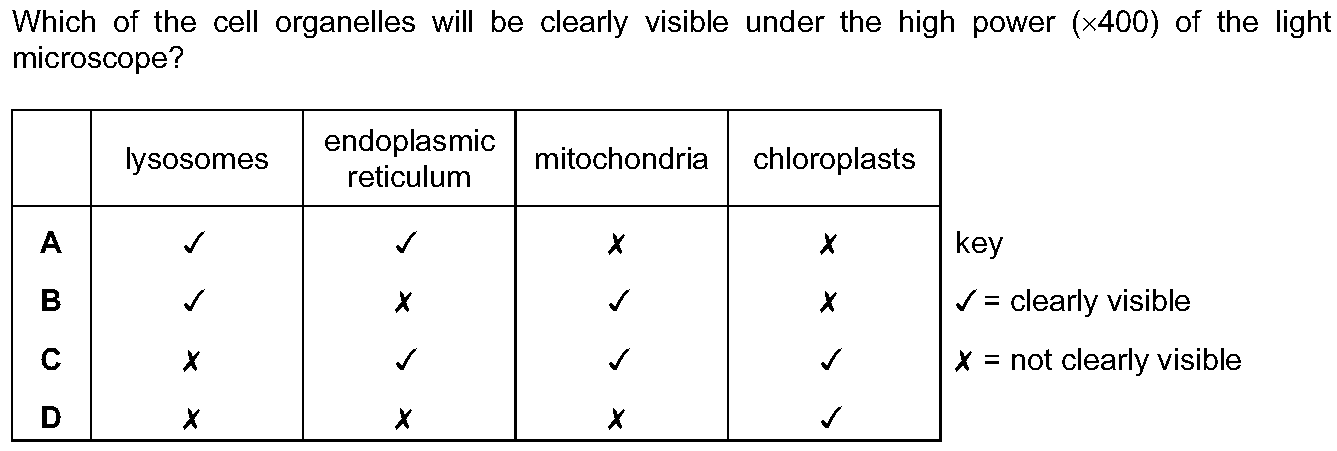 Which of the cell organelles will be clearly visible under the high power (×400) of the light
microscope?
lysosomes endoplasmic reticulum mitochondria chloroplasts
A ✓ ✓ ✗ ✗ key
B ✓ ✗ ✓ ✗ ✓ = clearly visible
C ✗ ✓ ✓ ✓ ✗ = not clearly visible
D ✗ ✗ ✗ ✓